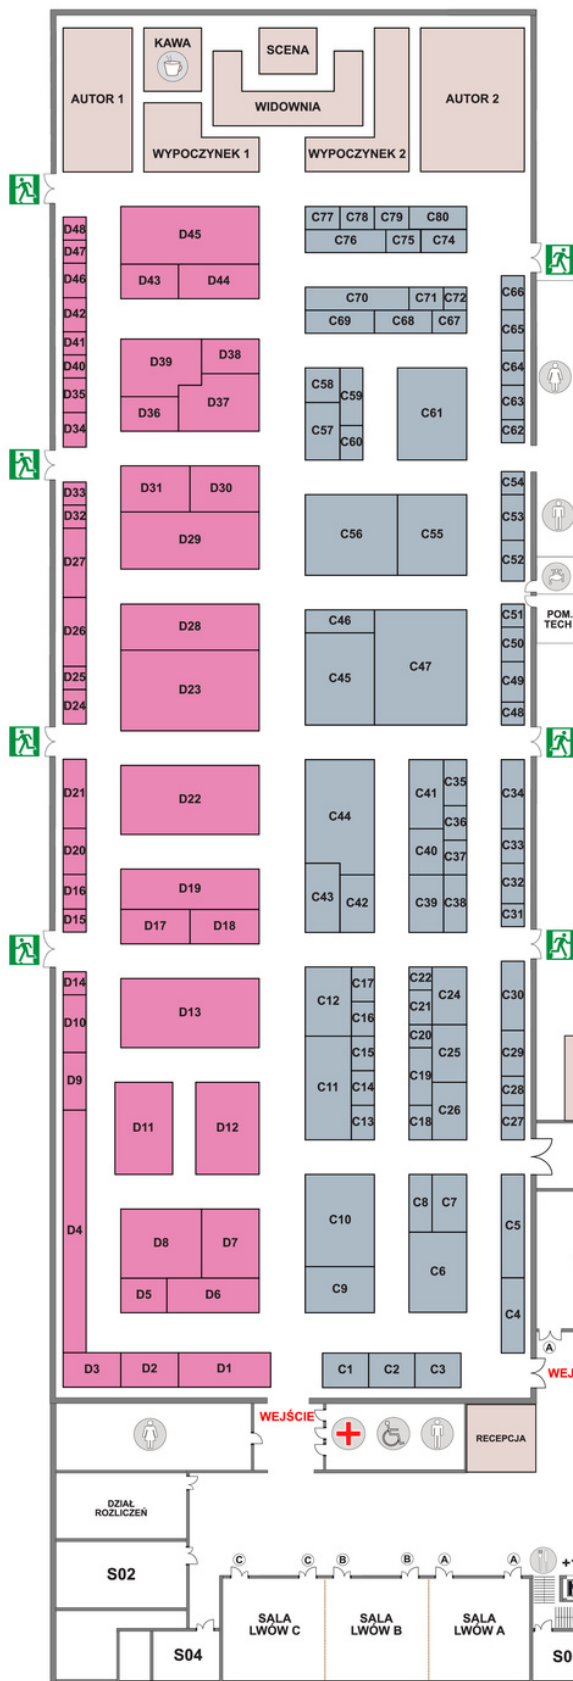 KAWA
SCENA
AUTOR 1
WIDOWNIA
AUTOR 2
WYPOCZYNEK 1
WYPOCZYNEK 2
D48
D47
D46
D42
D41
D40
D35
D34
D45
D43
D44
C77
C78
C79
C80
C76
C75
C74
C70
C71
C72
C69
C68
C67
C66
C65
C64
C63
C62
D39
D38
D36
D37
C58
C59
C57
C60
C61
D33
D32
D27
D26
D25
D24
D31
D30
D29
C56
C55
C54
C53
C52
POM.
TECH
D28
D23
C46
C45
C47
C51
C50
C49
C48
D21
D20
D16
D15
D22
D19
D17
D18
C44
C43
C42
C41
C35
C36
C40
C37
C39
C38
C34
C33
C32
C31
D14
D10
D9
D4
D13
D11
D12
C12
C17
C16
C11
C15
C14
C13
C22
C24
C21
C20
C25
C19
C26
C18
C30
C29
C28
C27
D8
D7
D5
D6
C10
C9
C8
C7
C6
C5
C4
A
D3
D2
D1
C1
C2
C3
WEJ
WEJŚCIE
RECEPCJA
DZIAŁ
ROZLICZEŃ
S02
C
C
B
B
A
A
SALA
LWÓW C
SALA
LWÓW B
SALA
LWÓW A
S04
S0